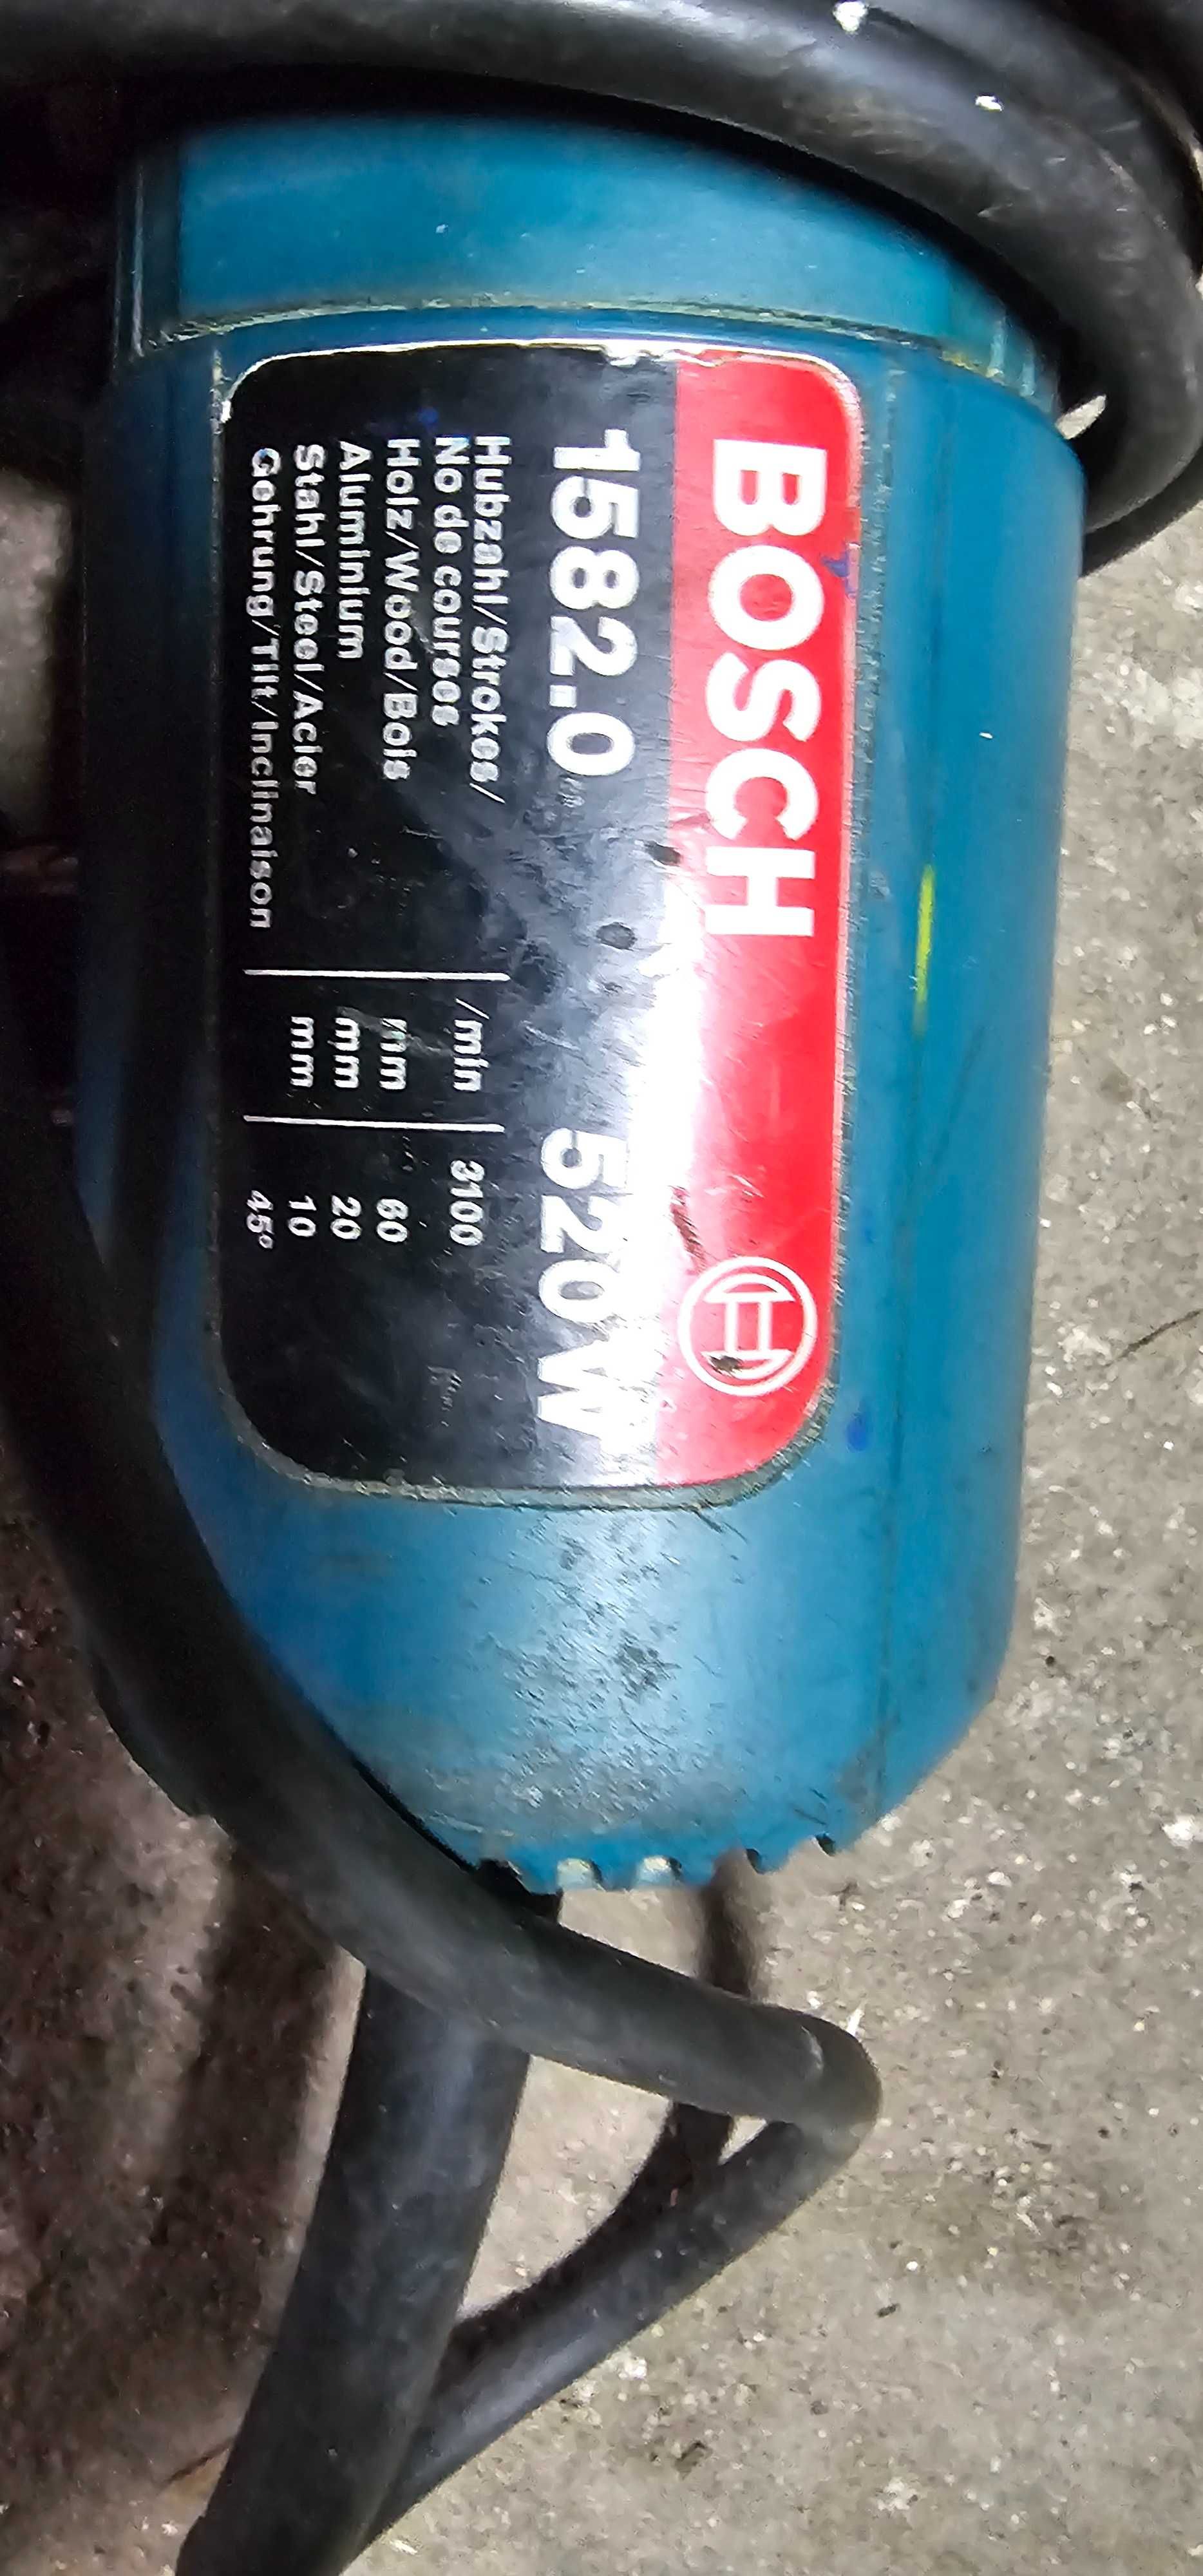 BOSCH
1582.0 520W
Hubzahl/Strokes/
No de courses /min 3100
Holz/Wood/Bois mm 60
Aluminium mm 20
Stahl/Steel/Acier mm 10
Gehrung/Tilt/Inclinaison 45º